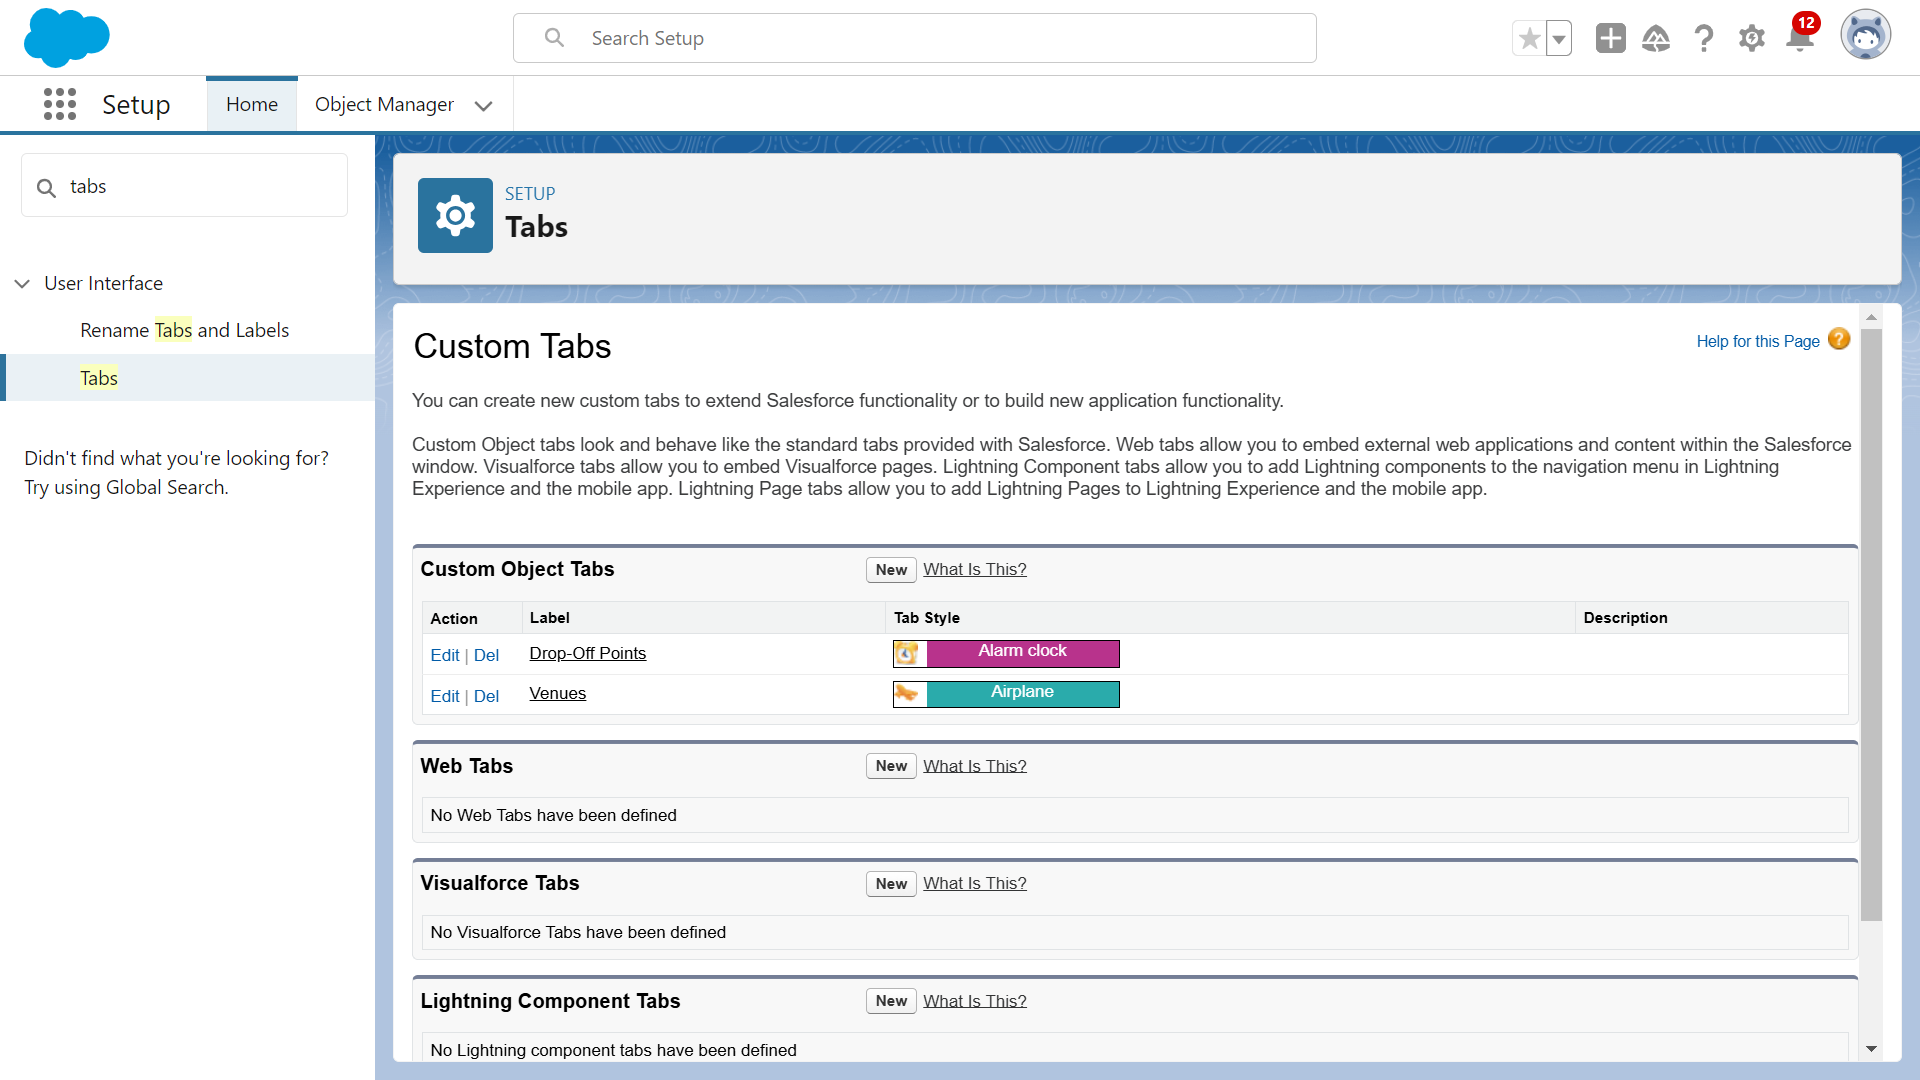 Search Setup
12
Setup
Home
Object Manager
tabs
User Interface
Rename Tabs and Labels
Tabs
Didn't find what you're looking for?
Try using Global Search.
SETUP
Tabs
Custom Tabs
Help for this Page
You can create new custom tabs to extend Salesforce functionality or to build new application functionality.
Custom Object tabs look and behave like the standard tabs provided with Salesforce. Web tabs allow you to embed external web applications and content within the Salesforce
window. Visualforce tabs allow you to embed Visualforce pages. Lightning Component tabs allow you to add Lightning components to the navigation menu in Lightning
Experience and the mobile app. Lightning Page tabs allow you to add Lightning Pages to Lightning Experience and the mobile app.
Custom Object Tabs New What Is This?
Action Label Tab Style Description
Edit | Del Drop-Off Points Alarm clock
Edit | Del Venues Airplane
Web Tabs New What Is This?
No Web Tabs have been defined
Visualforce Tabs New What Is This?
No Visualforce Tabs have been defined
Lightning Component Tabs New What Is This?
No Lightning component tabs have been defined